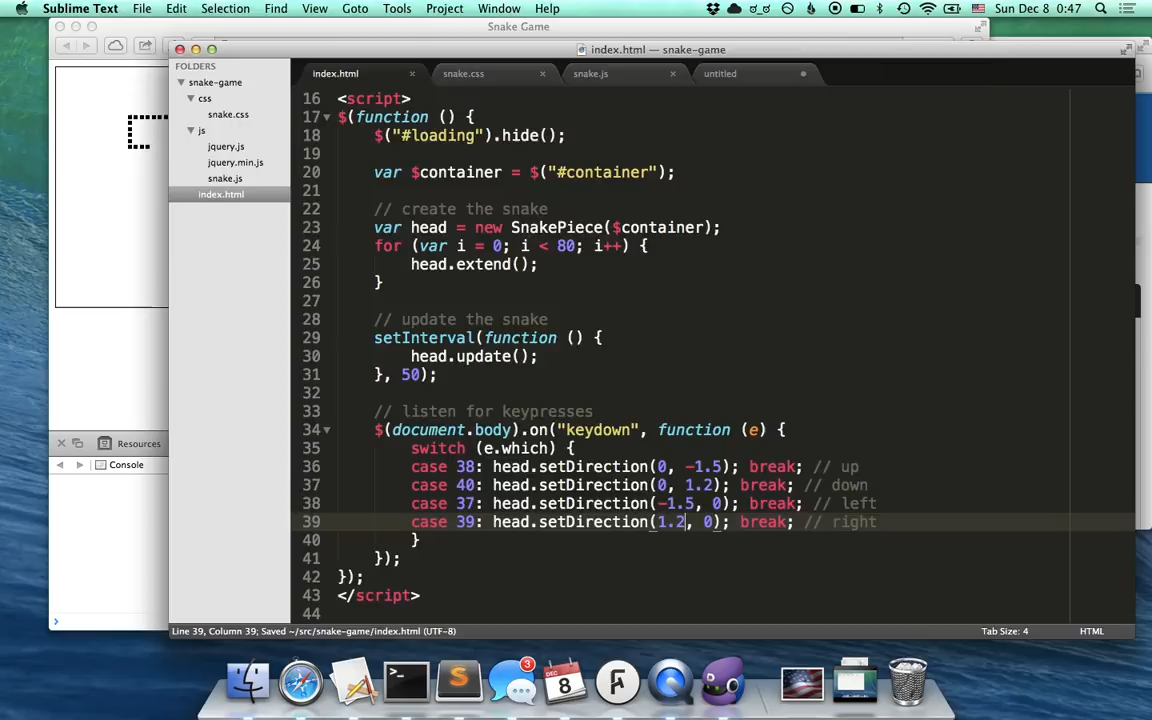 Sublime Text File Edit Selection Find View Goto Tools Project Window Help Sun Dec 8 0:47
Snake Game
index.html — snake-game
FOLDERS
snake-game
css
snake.css
js
jquery.js
jquery.min.js
snake.js
index.html
index.html snake.css snake.js untitled
16 <script>
17 $(function () {
18 $("#loading").hide();
19
20 var $container = $("#container");
21
22 // create the snake
23 var head = new SnakePiece($container);
24 for (var i = 0; i < 80; i++) {
25 head.extend();
26 }
27
28 // update the snake
29 setInterval(function () {
30 head.update();
31 }, 50);
32
33 // listen for keypresses
34 $(document.body).on("keydown", function (e) {
35 switch (e.which) {
36 case 38: head.setDirection(0, -1.5); break; // up
37 case 40: head.setDirection(0, 1.2); break; // down
38 case 37: head.setDirection(-1.5, 0); break; // left
39 case 39: head.setDirection(1.2, 0); break; // right
40 }
41 });
42 });
43 </script>
44
Resources
Console
Line 39, Column 39; Saved ~/src/snake-game/index.html (UTF-8) Tab Size: 4 HTML
3
DEC
8